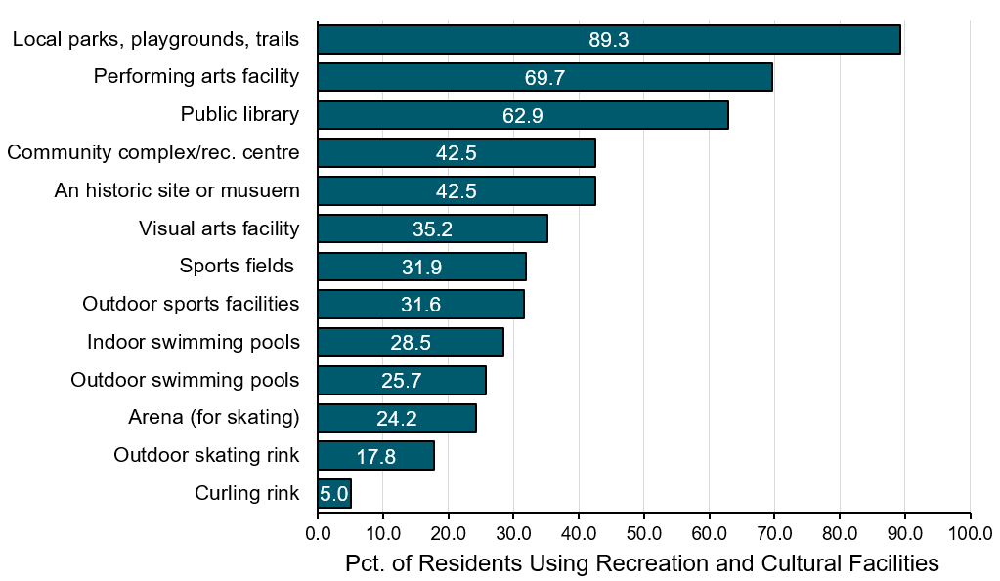 Local parks, playgrounds, trails 89.3
Performing arts facility 69.7
Public library 62.9
Community complex/rec. centre 42.5
An historic site or musuem 42.5
Visual arts facility 35.2
Sports fields 31.9
Outdoor sports facilities 31.6
Indoor swimming pools 28.5
Outdoor swimming pools 25.7
Arena (for skating) 24.2
Outdoor skating rink 17.8
Curling rink 5.0
0.0 10.0 20.0 30.0 40.0 50.0 60.0 70.0 80.0 90.0 100.0
Pct. of Residents Using Recreation and Cultural Facilities